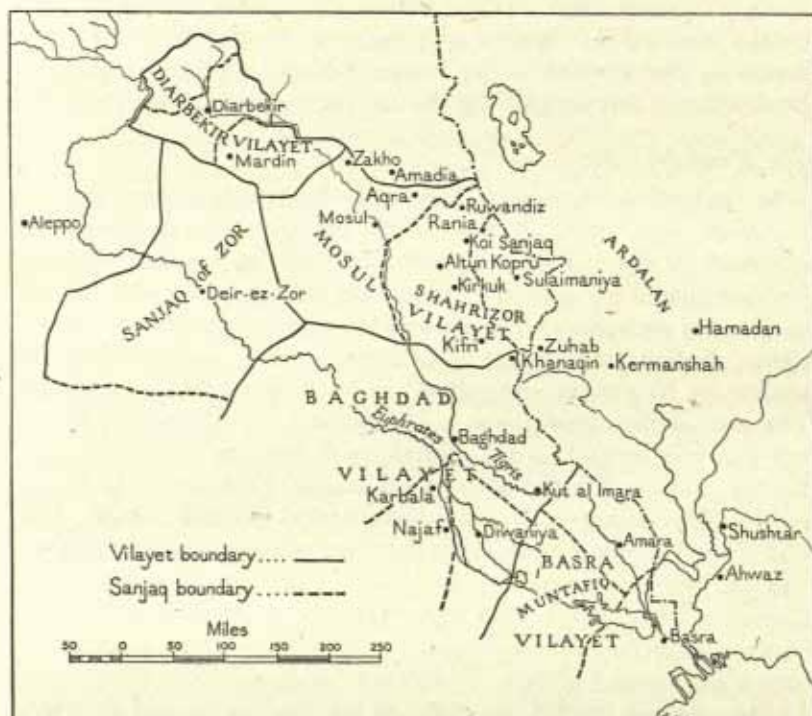 DIARBEKIR VILAYET
Diarbekir
Mardin
Zakho
Amadia
Aqra
Ruwandiz
Rania
Mosul
Koi Sanjaq
Aleppo
SANJAQ of ZOR
MOSUL
Altun Kopru
Sulaimaniya
ARDALAN
Deir-ez-Zor
Kirkuk
SHAHRIZOR
VILAYET
Hamadan
Kifri
Zuhab
Khanaqin
Kermanshah
BAGHDAD
Euphrates
Baghdad
Tigris
VILAYET
Karbala
Kut al Imara
Najaf
Diwaniya
Amara
Shushtar
Vilayet boundary....
BASRA
Ahwaz
Sanjaq boundary....
MUNTAFIQ
Miles
VILAYET
Basra
50 0 50 100 150 200 250